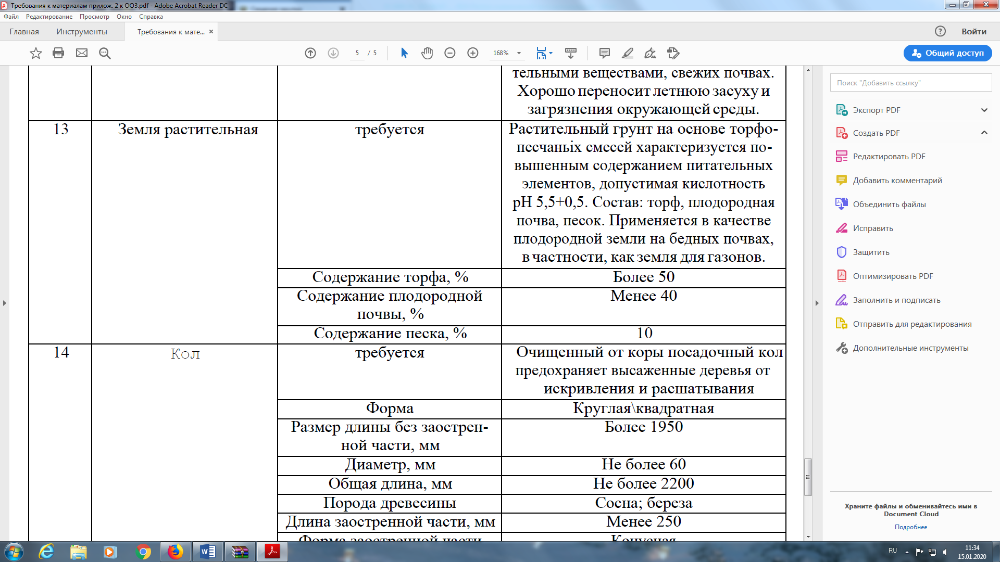 Требования к материалам прилож. 2 к ООЗ.pdf - Adobe Acrobat Reader DC
Файл Редактирование Просмотр Окно Справка
Главная Инструменты Требования к мате... ×
Войти
5 / 5
168%
Общий доступ
тельными веществами, свежих почвах.
Хорошо переносит летнюю засуху и
загрязнения окружающей среды.
13
Земля растительная
требуется
Растительный грунт на основе торфо-
песчаных смесей характеризуется по-
вышенным содержанием питательных
элементов, допустимая кислотность
рН 5,5+0,5. Состав: торф, плодородная
почва, песок. Применяется в качестве
плодородной земли на бедных почвах,
в частности, как земля для газонов.
Содержание торфа, %
Более 50
Содержание плодородной
почвы, %
Менее 40
Содержание песка, %
10
14
Кол
требуется
Очищенный от коры посадочный кол
предохраняет высаженные деревья от
искривления и расшатывания
Форма
Круглая\квадратная
Размер длины без заострен-
ной части, мм
Более 1950
Диаметр, мм
Не более 60
Общая длина, мм
Не более 2200
Порода древесины
Сосна; береза
Длина заостренной части, мм
Менее 250
Форма заостренной части
Конусная
Поиск "Добавить ссылку"
Экспорт PDF
Создать PDF
Редактировать PDF
Добавить комментарий
Объединить файлы
Исправить
Защитить
Оптимизировать PDF
Заполнить и подписать
Отправить для редактирования
Дополнительные инструменты
Храните файлы и обменивайтесь ими в
Document Cloud
Подробнее
RU
11:34
15.01.2020